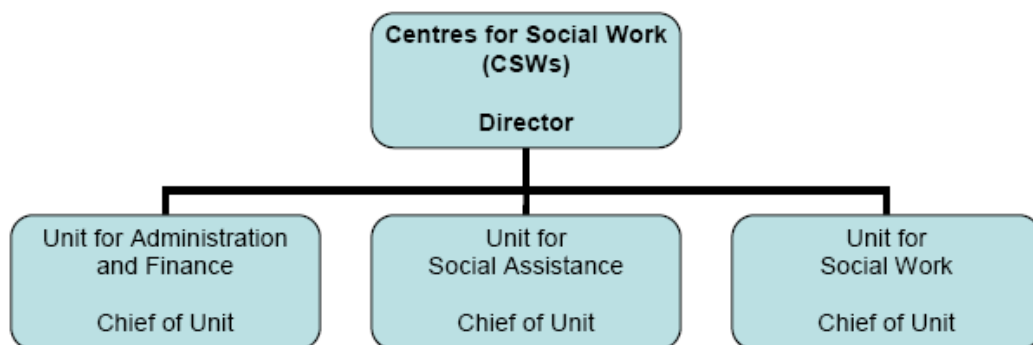 Centres for Social Work
(CSWs)
Director
Unit for Administration
and Finance
Chief of Unit
Unit for
Social Assistance
Chief of Unit
Unit for
Social Work
Chief of Unit